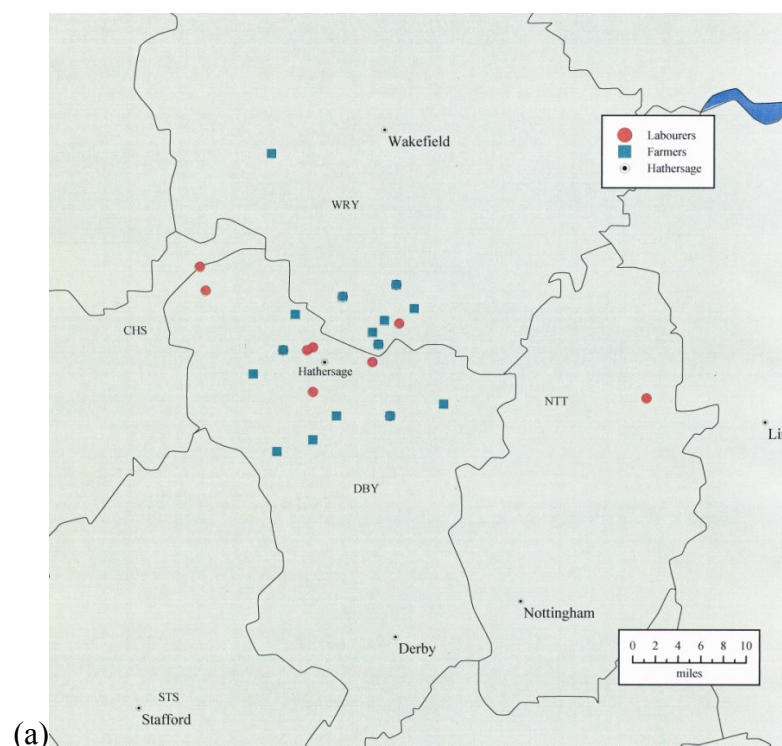 Wakefield
Labourers
Farmers
Hathersage
WRY
CHS
Hathersage
NTT
Li
DBY
Nottingham
Derby
0 2 4 6 8 10
miles
STS
Stafford
(a)